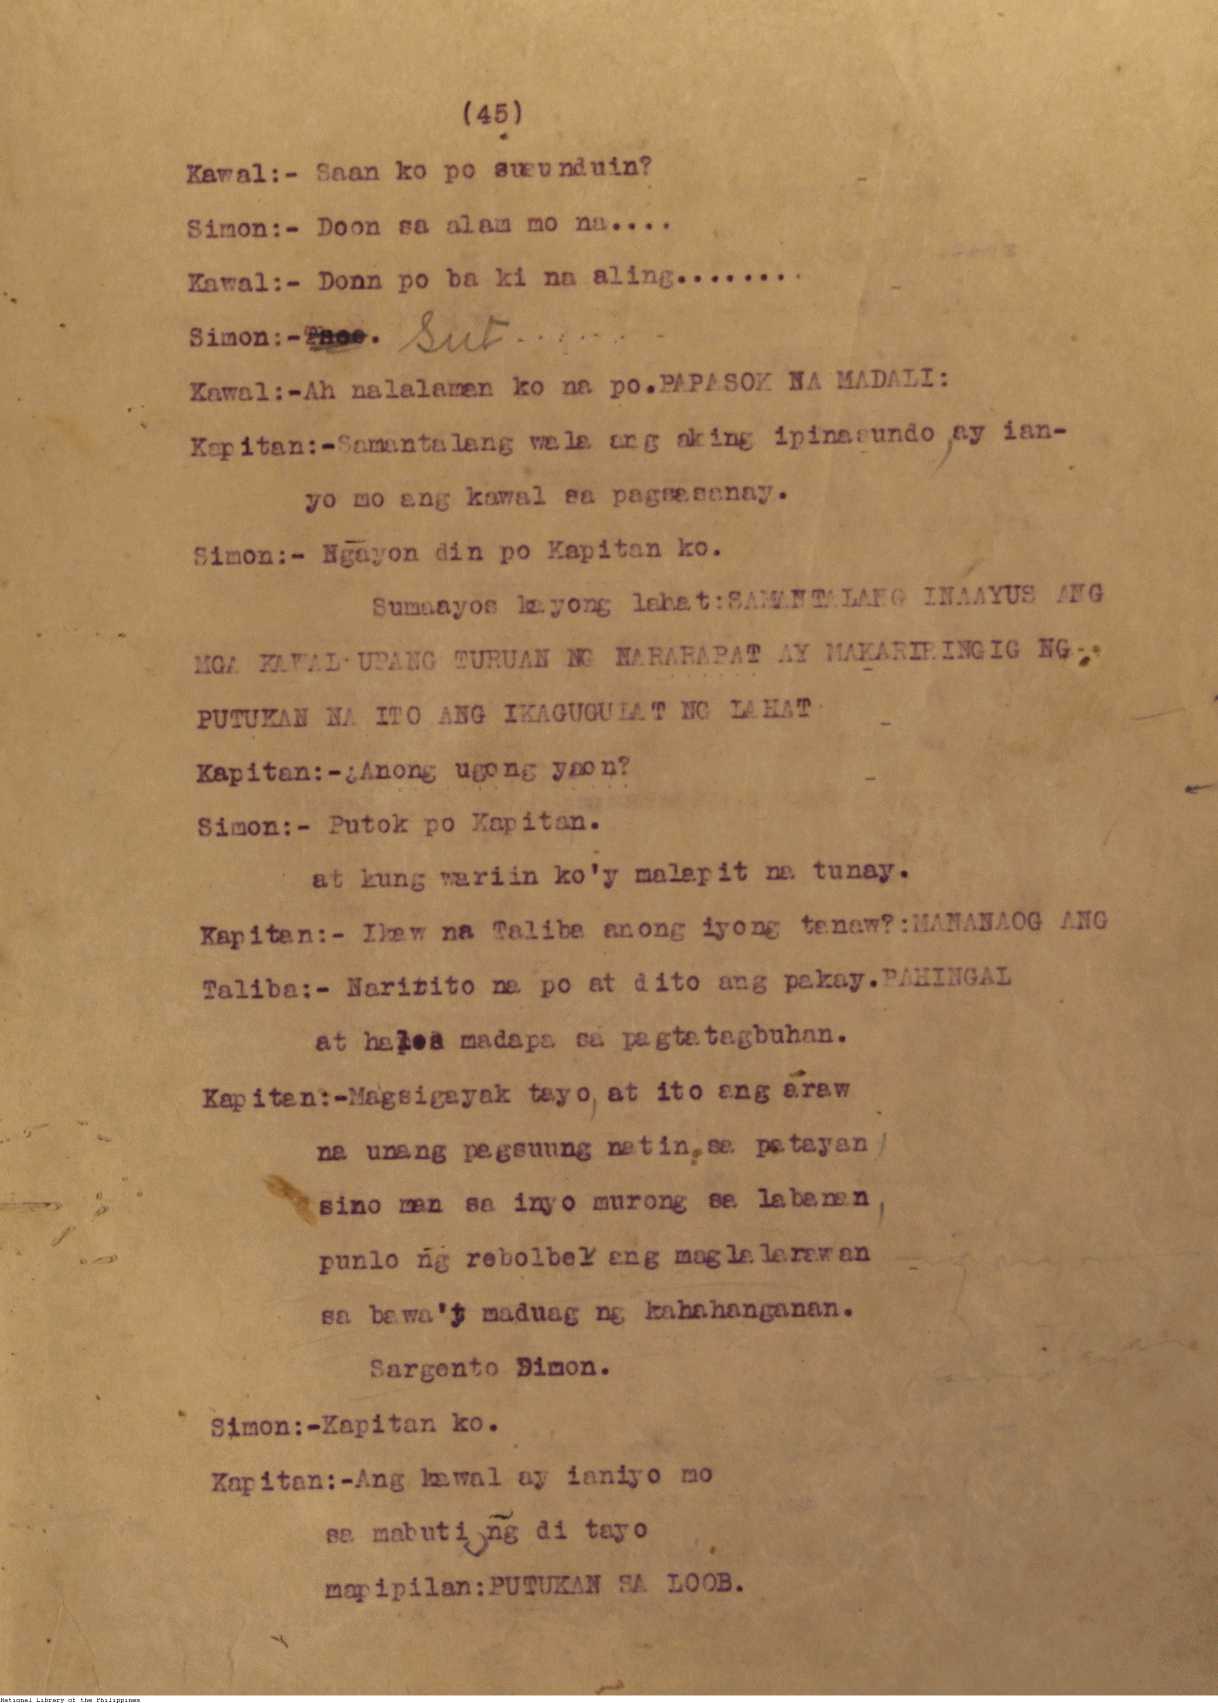 (45)
Kawal:- Saan ko po susunduin?
Simon:- Doon sa alam mo na....
Kawal:- Donn po ba ki na aling........
Simon:- Sut.......
Kawal:-Ah nalalaman ko na po.PAPASOK NA MADALI:
Kapitan:-Samantalang wala ang aking ipinasundo,ay ian-
yo mo ang kawal sa pagsasanay.
Simon:- Ng̃ayon din po Kapitan ko.
Sumaayos kayong lahat:SAMANTALANG INAAYUS ANG
MGA KAWAL UPANG TURUAN NG NARARAPAT AY MAKARIRINGIG NG
PUTUKAN NA ITO ANG IKAGUGULAT NG LAHAT
Kapitan:-¿Anong ugong yaon?
Simon:- Putok po Kapitan.
at kung wariin ko'y malapit na tunay.
Kapitan:- Ikaw na Taliba anong iyong tanaw?:MANANAOG ANG
Taliba:- Naritito na po at dito ang pakay.PAHINGAL
at halos madapa sa pagtatagbuhan.
Kapitan:-Magsigayak tayo, at ito ang araw
na unang pagsuung natin sa patayan,
sino man sa inyo murong sa labanan,
punlo ñg rebolber ang maglalarawan
sa bawa't maduag ng kahahanganan.
Sargento Dimon.
Simon:-Kapitan ko.
Kapitan:-Ang kawal ay ianiyo mo
sa mabuti ñg di tayo
mapipilan:PUTUKAN SA LOOB.
National Library of the Philippines